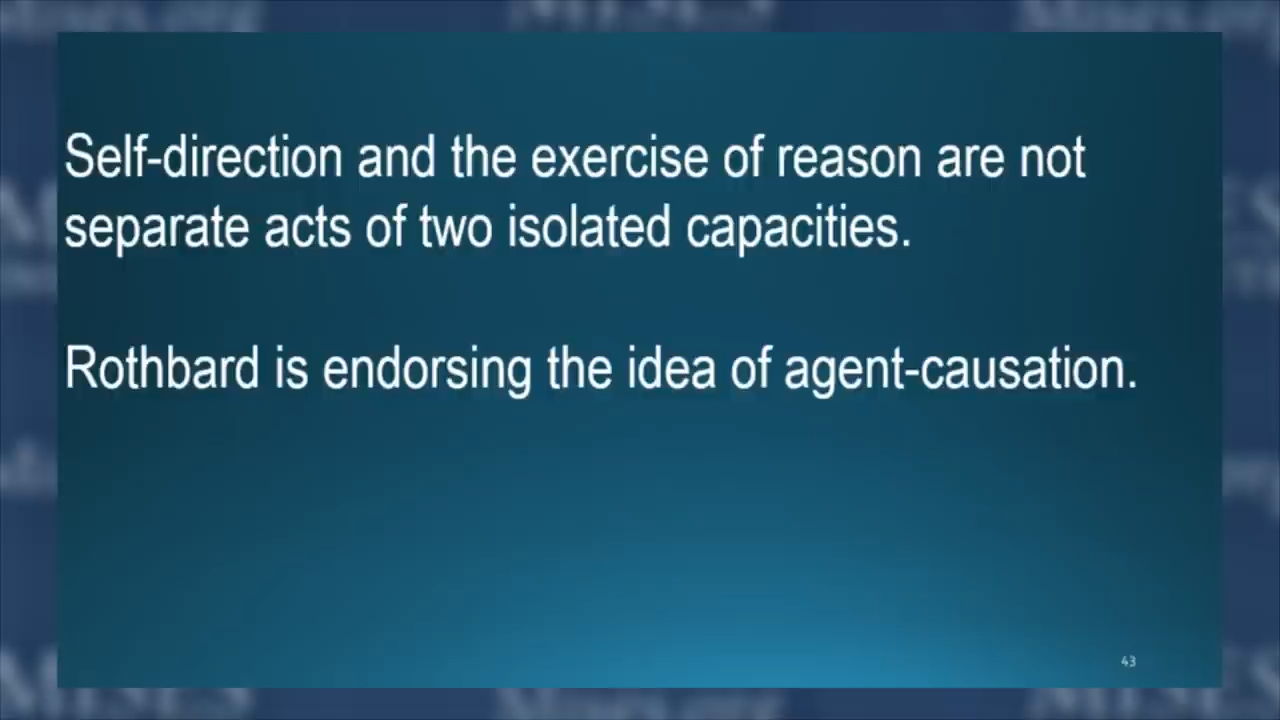 Self-direction and the exercise of reason are not
separate acts of two isolated capacities.
Rothbard is endorsing the idea of agent-causation.
43